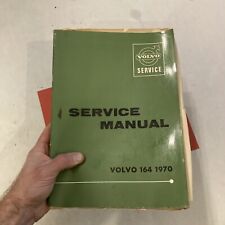 VOLVO
SERVICE
SERVICE
MANUAL
VOLVO 164 1970